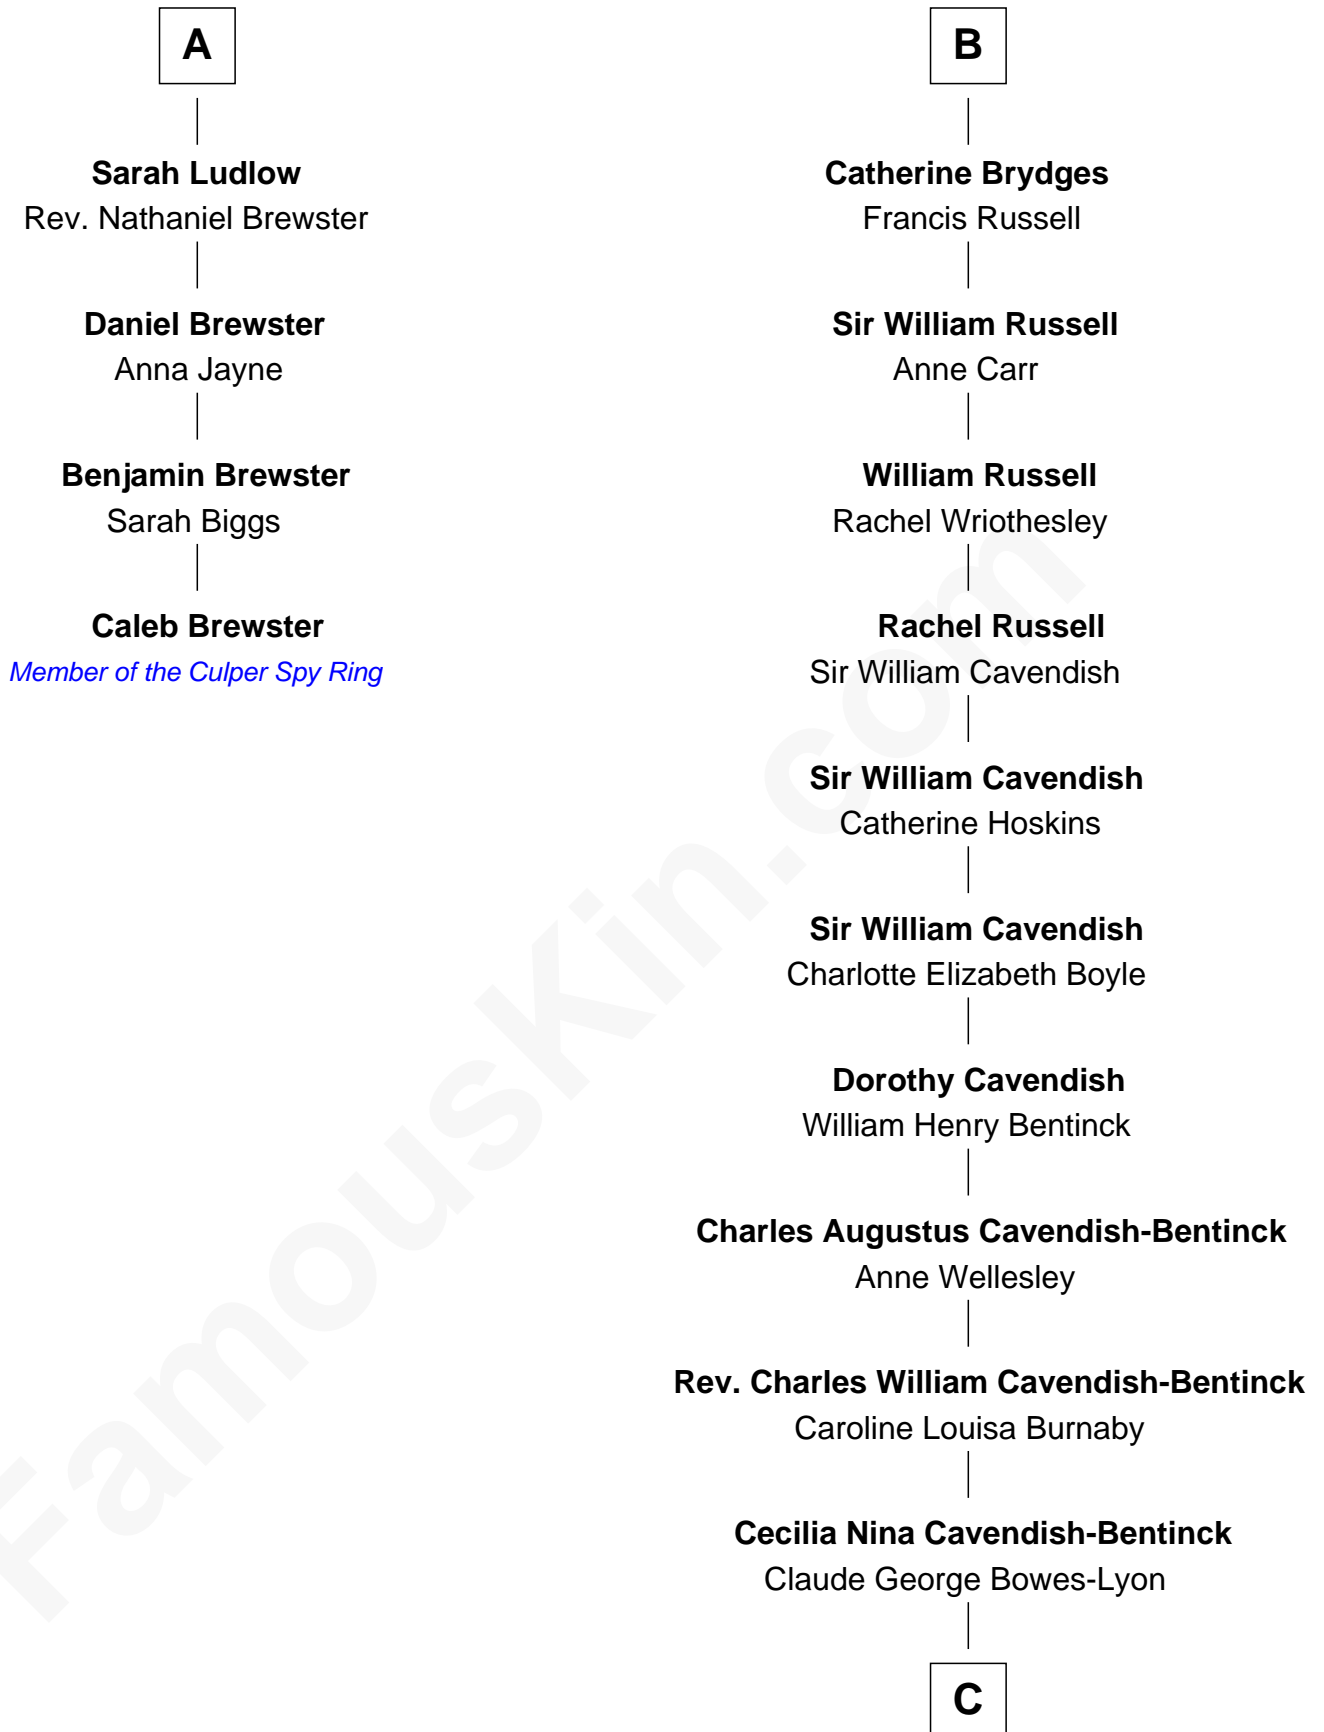 A
Sarah Ludlow
Rev. Nathaniel Brewster
Daniel Brewster
Anna Jayne
Benjamin Brewster
Sarah Biggs
Caleb Brewster
Member of the Culper Spy Ring
B
Catherine Brydges
Francis Russell
Sir William Russell
Anne Carr
William Russell
Rachel Wriothesley
Rachel Russell
Sir William Cavendish
Sir William Cavendish
Catherine Hoskins
Sir William Cavendish
Charlotte Elizabeth Boyle
Dorothy Cavendish
William Henry Bentinck
Charles Augustus Cavendish-Bentinck
Anne Wellesley
Rev. Charles William Cavendish-Bentinck
Caroline Louisa Burnaby
Cecilia Nina Cavendish-Bentinck
Claude George Bowes-Lyon
C
FamousKin.com